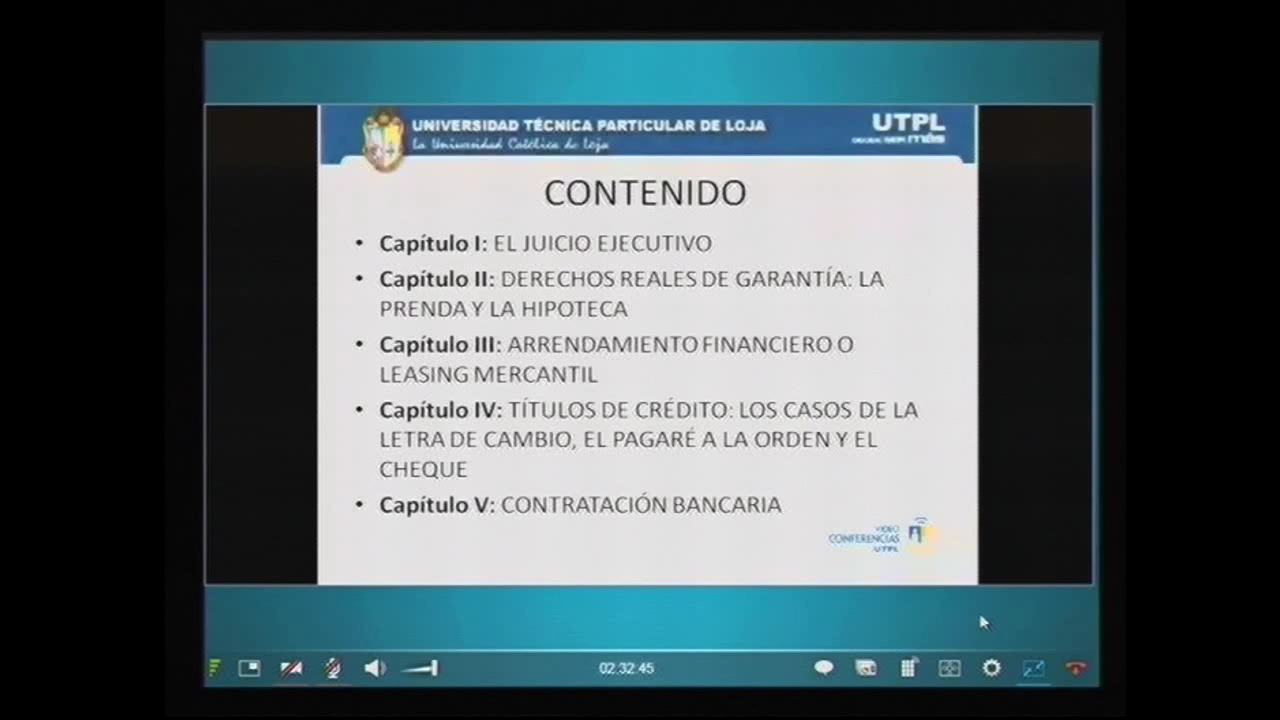 UNIVERSIDAD TÉCNICA PARTICULAR DE LOJA
La Universidad Católica de Loja
UTPL
DECIDE SER MÁS
CONTENIDO
• Capítulo I: EL JUICIO EJECUTIVO
• Capítulo II: DERECHOS REALES DE GARANTÍA: LA
PRENDA Y LA HIPOTECA
• Capítulo III: ARRENDAMIENTO FINANCIERO O
LEASING MERCANTIL
• Capítulo IV: TÍTULOS DE CRÉDITO: LOS CASOS DE LA
LETRA DE CAMBIO, EL PAGARÉ A LA ORDEN Y EL
CHEQUE
• Capítulo V: CONTRATACIÓN BANCARIA
VIDEO
CONFERENCIAS
UTPL
02:32:45